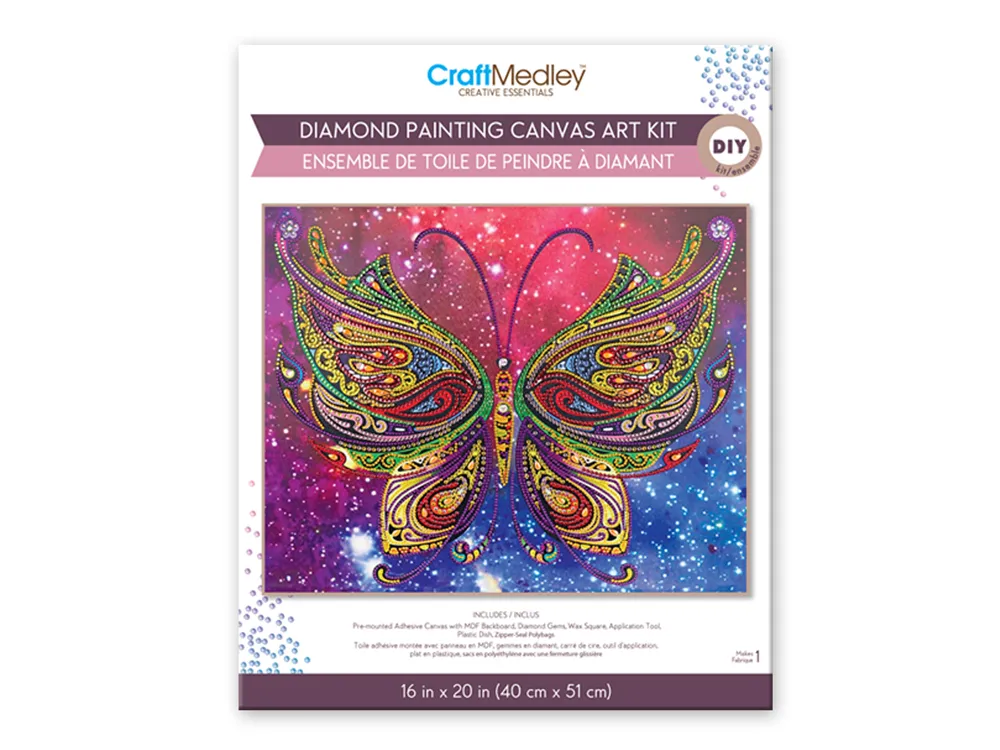 CraftMedley™
CREATIVE ESSENTIALS
DIAMOND PAINTING CANVAS ART KIT
ENSEMBLE DE TOILE DE PEINDRE À DIAMANT
DIY
kit/ensemble
INCLUDES / INCLUS
Pre-mounted Adhesive Canvas with MDF Backboard, Diamond Gems, Wax Square, Application Tool,
Plastic Dish, Zipper-Seal Polybags
Toile adhésive montée avec panneau en MDF, gemmes en diamant, carré de cire, outil d'application,
plat en plastique, sacs en polyéthylène avec une fermeture glissière
Makes
Fabrique 1
16 in x 20 in (40 cm x 51 cm)